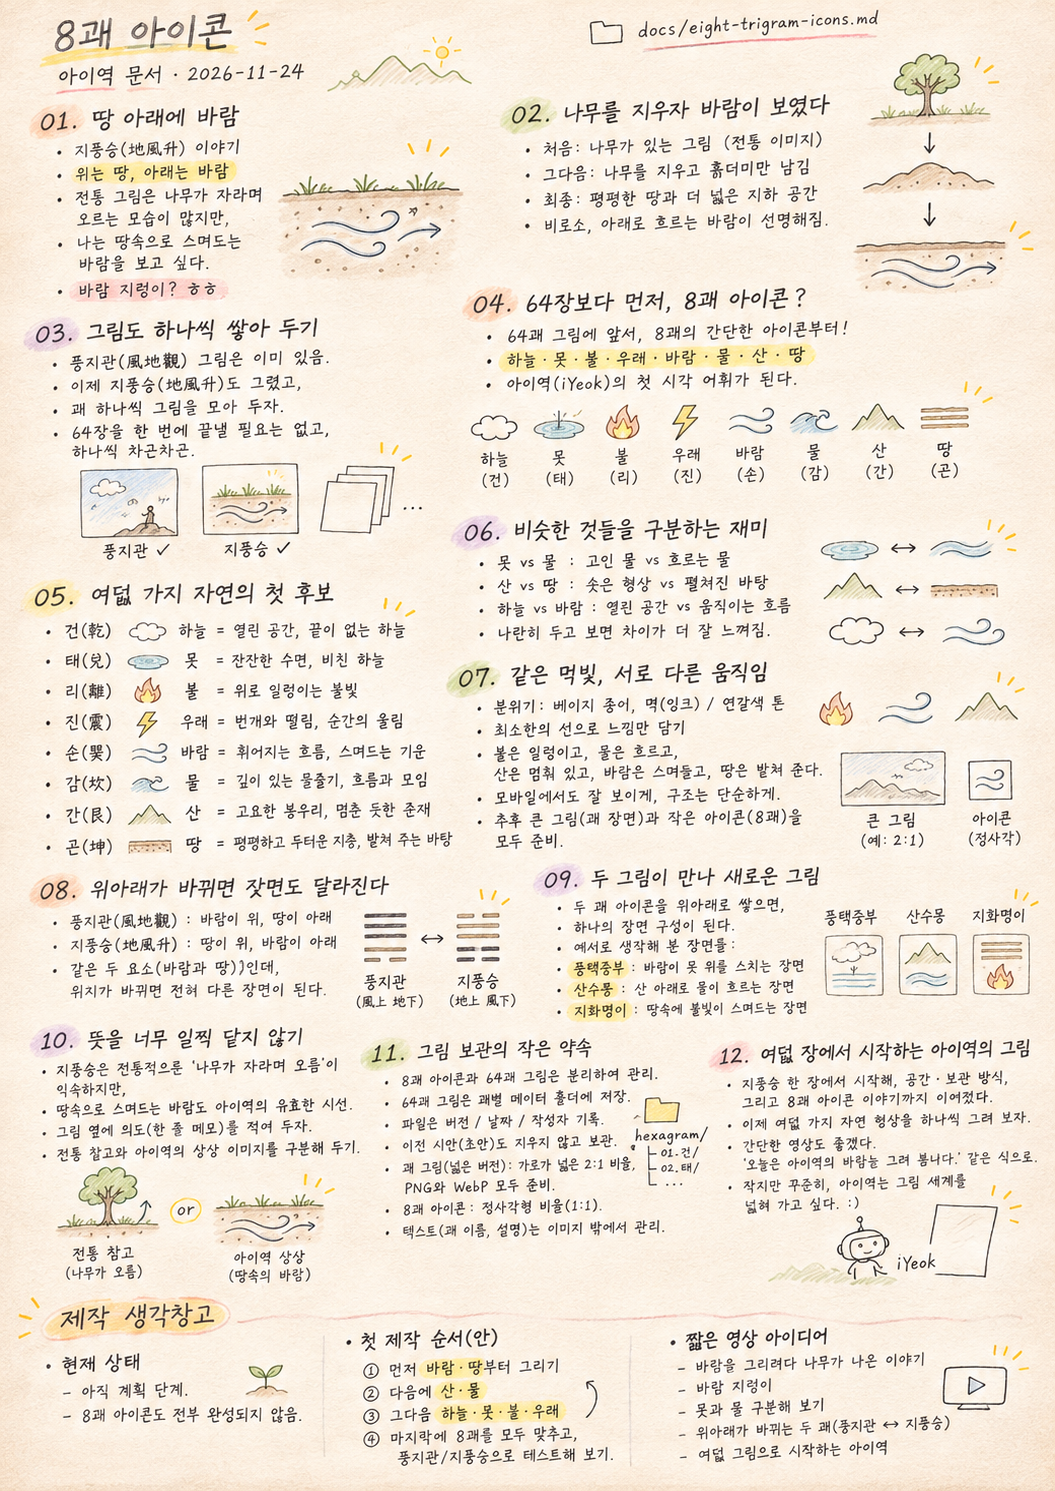 8괘 아이콘
아이역 문서 · 2026-11-24
docs/eight-trigram-icons.md
01. 땅 아래에 바람
• 지풍승(地風升) 이야기
• 위는 땅, 아래는 바람
• 전통 그림은 나무가 자라며
오르는 모습이 많지만,
• 나는 땅속으로 스며드는
바람을 보고 싶다.
• 바람 지렁이? ㅎㅎ
02. 나무를 지우자 바람이 보였다
• 처음: 나무가 있는 그림 (전통 이미지)
• 그다음: 나무를 지우고 흙더미만 남김
• 최종: 평평한 땅과 더 넓은 지하 공간
• 비로소, 아래로 흐르는 바람이 선명해짐.
03. 그림도 하나씩 쌓아 두기
• 풍지관(風地觀) 그림은 이미 있음.
• 이제 지풍승(地風升)도 그렸고,
• 괘 하나씩 그림을 모아 두자.
• 64장을 한 번에 끝낼 필요는 없고,
하나씩 차곡차곡.
풍지관 ✓
지풍승 ✓
...
04. 64장보다 먼저, 8괘 아이콘?
• 64괘 그림에 앞서, 8괘의 간단한 아이콘부터!
• 하늘 · 못 · 불 · 우래 · 바람 · 물 · 산 · 땅
• 아이역(iYeok)의 첫 시각 어휘가 된다.
하늘 못 불 우래 바람 물 산 땅
(건) (태) (리) (진) (손) (감) (간) (곤)
05. 여덟 가지 자연의 첫 후보
• 건(乾) 하늘 = 열린 공간, 끝이 없는 하늘
• 태(兌) 못 = 잔잔한 수면, 비친 하늘
• 리(離) 불 = 위로 일렁이는 불빛
• 진(震) 우래 = 번개와 떨림, 순간의 울림
• 손 바람 = 휘어지는 흐름, 스며드는 기운
• 감(坎) 물 = 깊이 있는 물줄기, 흐름과 모임
• 간(艮) 산 = 고요한 봉우리, 멈춘 듯한 존재
• 곤(坤) 땅 = 평평하고 두터운 지층, 받쳐 주는 바탕
06. 비슷한 것들을 구분하는 재미
• 못 vs 물 : 고인 물 vs 흐르는 물
• 산 vs 땅 : 솟은 형상 vs 펼쳐진 바탕
• 하늘 vs 바람 : 열린 공간 vs 움직이는 흐름
• 나란히 두고 보면 차이가 더 잘 느껴짐.
07. 같은 먹빛, 서로 다른 움직임
• 분위기: 베이지 종어, 멱(잉크) / 연갈색 톤
• 최소한의 선으로 느낌만 담기
• 불은 일렁이고, 물은 흐르고,
산은 멈춰 있고, 바람은 스며들고, 땅은 받쳐 준다.
• 모바일에서도 잘 보이게, 구조는 단순하게.
• 추후 큰 그림(괘 장면)과 작은 아이콘(8괘)을
모두 준비.
큰 그림
(예: 2:1)
아이콘
(정사각)
08. 위아래가 바뀌면 장면도 달라진다
• 풍지관(風地觀) : 바람이 위, 땅이 아래
• 지풍승(地風升) : 땅이 위, 바람이 아래
• 같은 두 요소(바람과 땅))인데,
위지가 바뀌면 전혀 다른 장면이 된다.
풍지관
(風上 地下)
지풍승
(地上 風下)
09. 두 그림이 만나 새로운 그림
• 두 괘 아이콘을 위아래로 쌓으면,
• 하나의 장면 구성이 된다.
• 예서로 생각해 본 장면들:
• 풍택중부 : 바람이 못 위를 스치는 장면
• 산수몽 : 산 아래로 물이 흐르는 장면
• 지화명이 : 땅속에 불빛이 스며드는 장면
풍택중부 산수몽 지화명이
10. 뜻을 너무 일찍 닫지 않기
• 지풍승은 전통적으론 '나무가 자라며 오름'이
익숙하지만,
• 땅속으로 스며드는 바람도 아이역의 유효한 시선.
• 그림 옆에 의도(한 줄 메모)를 적여 두자.
• 전통 참고와 아이역의 상상 이미지를 구분해 두기.
or
전통 참고
(나무가 오름)
아이역 상상
(땅속의 바람)
11. 그림 보관의 작은 약속
• 8괘 아이콘과 64괘 그림은 분리하여 관리.
• 64괘 그림은 괘별 메이터 폴더에 저장.
• 파일은 버전 / 날짜 / 작성자 기록.
• 이전 시안(초안)도 지우지 않고 보관.
• 괘 그림(넓은 버전): 가로가 넓은 2:1 비율,
PNG와 WebP 모두 준비.
• 8괘 아이콘: 정사각형 비율(1:1).
• 텍스트(괘 이름, 설명)는 이미지 밖에서 관리.
hexagram/
01.건/
02.태/
...
12. 여덟 장에서 시작하는 아이역의 그림
• 지풍승 한 장에서 시작해, 공간 · 보관 방식,
그리고 8괘 아이콘 이야기까지 이어졌다.
• 이제 여덟 가지 자연 형상을 하나씩 그려 보자.
• 간단한 영상도 좋겠다.
'오늘은 아이역의 바람늘 그려 봅니다.' 같은 식으로.
• 작지만 꾸준히, 아이역는 그림 세계를
넓혀 가고 싶다. :)
iYeok
제작 생각창고
• 현재 상태
– 아직 계획 단계.
– 8괘 아이콘도 전부 완성되지 않음.
• 첫 제작 순서(안)
① 먼저 바람·땅부터 그리기
② 다음에 산·물
③ 그다음 하늘·못·불·우래
④ 마지락에 8괘를 모두 맞추고,
풍지관/지풍승으로 테스트해 보기.
• 짧은 영상 아이디어
– 바람을 그리려다 나무가 나온 이야기
– 바람 지렁이
– 못과 물 구분해 보기
– 위아래가 바뀌는 두 괘(풍지관 ↔ 지풍승)
– 여덟 그림으로 시작하는 아이역